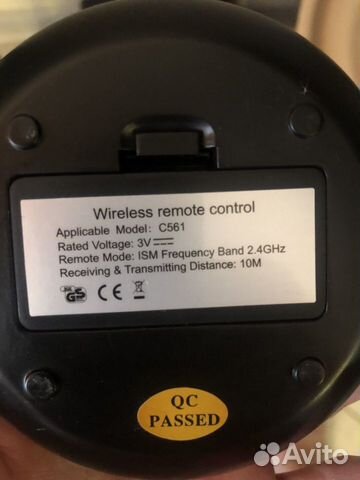 Wireless remote control
Applicable Model: C561
Rated Voltage: 3V
Remote Mode: ISM Frequency Band 2.4GHz
Receiving & Transmitting Distance: 10M
GS CE
QC
PASSED
Avito